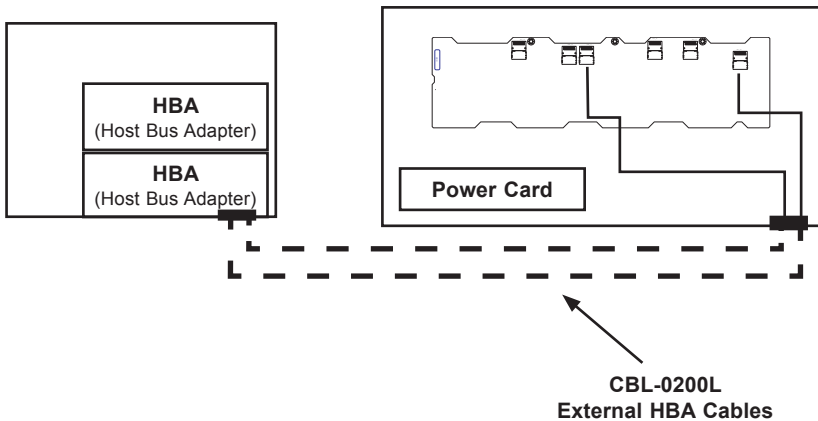 HBA
(Host Bus Adapter)
HBA
(Host Bus Adapter)
Power Card
CBL-0200L
External HBA Cables